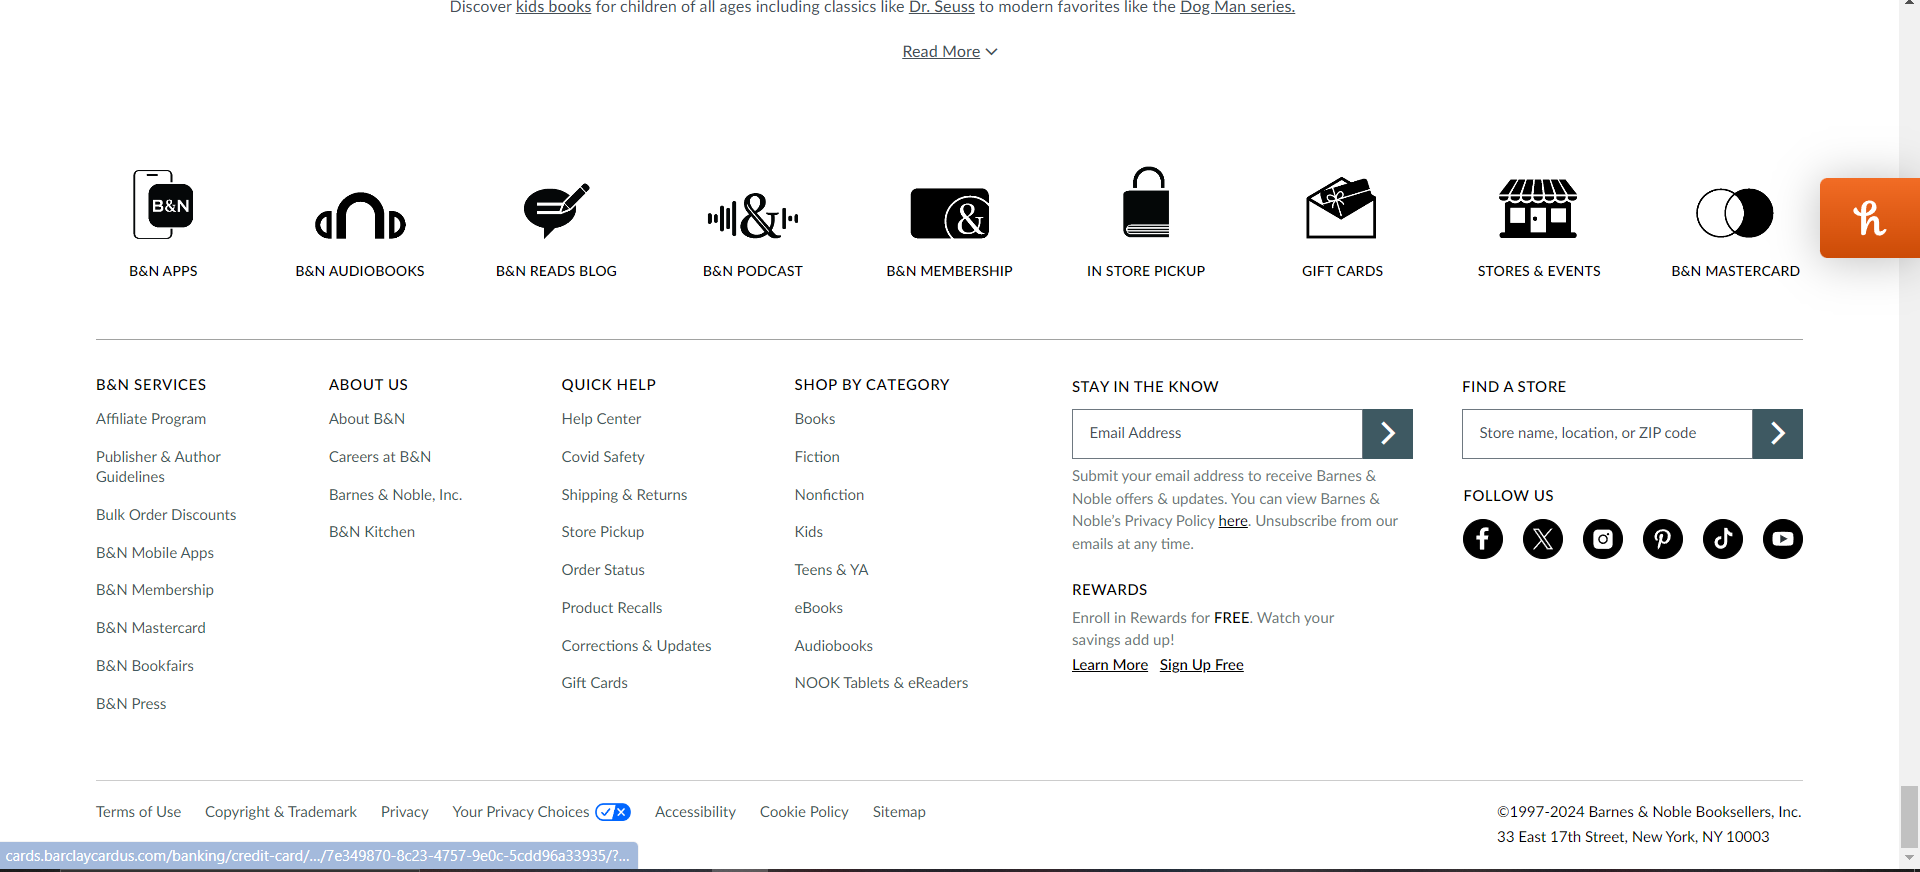 Discover kids books for children of all ages including classics like Dr. Seuss to modern favorites like the Dog Man series.
Read More
B&N
&
&
h
B&N APPS
B&N AUDIOBOOKS
B&N READS BLOG
B&N PODCAST
B&N MEMBERSHIP
IN STORE PICKUP
GIFT CARDS
STORES & EVENTS
B&N MASTERCARD
B&N SERVICES
Affiliate Program
Publisher & Author
Guidelines
Bulk Order Discounts
B&N Mobile Apps
B&N Membership
B&N Mastercard
B&N Bookfairs
B&N Press
ABOUT US
About B&N
Careers at B&N
Barnes & Noble, Inc.
B&N Kitchen
QUICK HELP
Help Center
Covid Safety
Shipping & Returns
Store Pickup
Order Status
Product Recalls
Corrections & Updates
Gift Cards
SHOP BY CATEGORY
Books
Fiction
Nonfiction
Kids
Teens & YA
eBooks
Audiobooks
NOOK Tablets & eReaders
STAY IN THE KNOW
Email Address
Submit your email address to receive Barnes &
Noble offers & updates. You can view Barnes &
Noble's Privacy Policy here. Unsubscribe from our
emails at any time.
REWARDS
Enroll in Rewards for FREE. Watch your
savings add up!
Learn More Sign Up Free
FIND A STORE
Store name, location, or ZIP code
FOLLOW US
Terms of Use
Copyright & Trademark
Privacy
Your Privacy Choices
Accessibility
Cookie Policy
Sitemap
©1997-2024 Barnes & Noble Booksellers, Inc.
33 East 17th Street, New York, NY 10003
cards.barclaycardus.com/banking/credit-card/.../7e349870-8c23-4757-9e0c-5cdd96a33935/?...